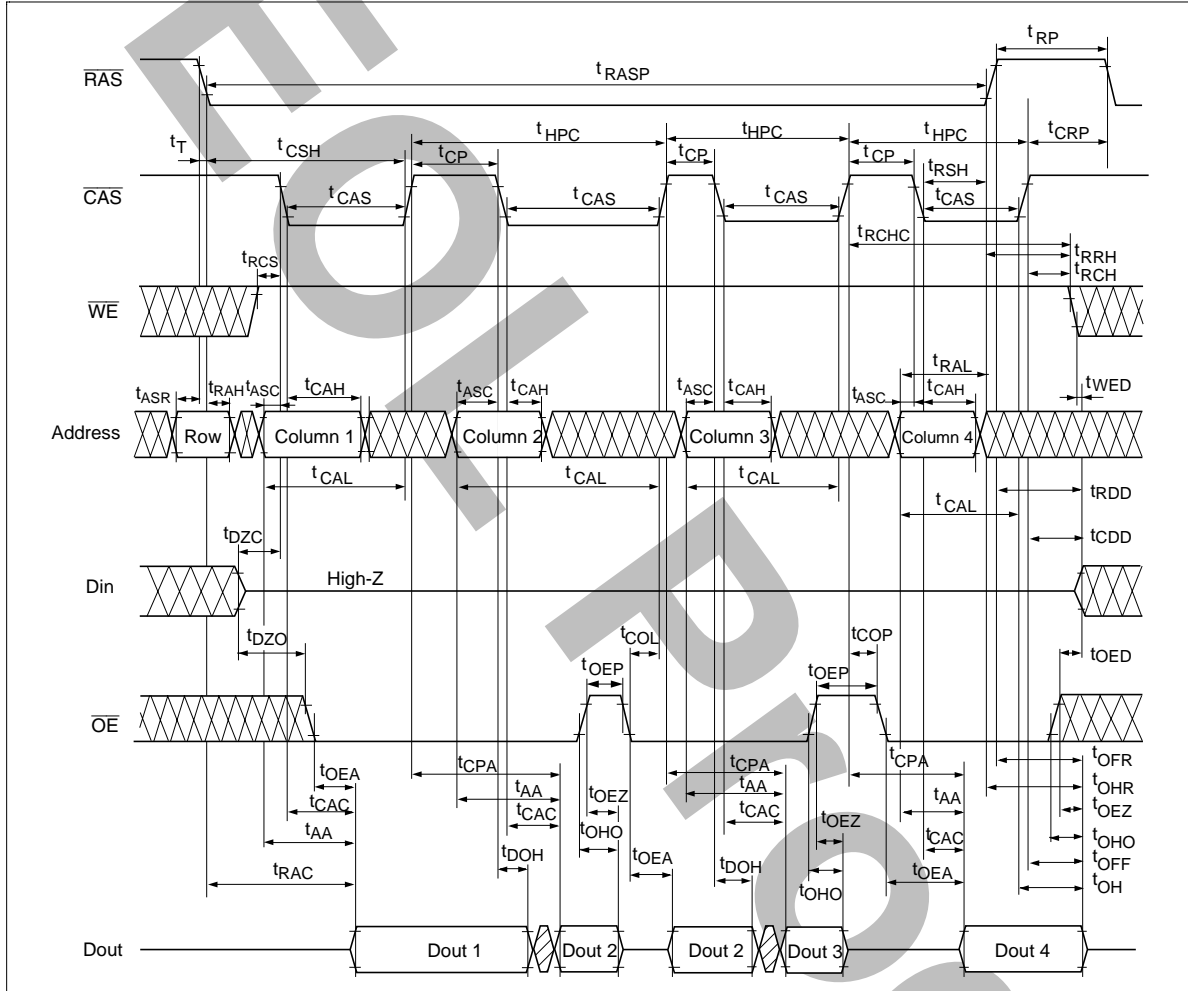 tRP
RAS
tRASP
tHPC tHPC tHPC
tT tCSH tCP tCP tCP tCRP
tRSH
CAS tCAS tCAS tCAS tCAS
tRCHC
tRCS tRRH
tRCH
WE
tRAL
tASR tRAH tASC tCAH tASC tCAH tASC tCAH tASC tCAH tWED
Address Row Column 1 Column 2 Column 3 Column 4
tCAL tCAL tCAL tCAL tRDD
tDZC tCDD
Din High-Z
tDZO tCOL tCOP
tOEP tOEP tOED
OE
tCPA tCPA tCPA tOFR
tOEA tAA tAA tAA tOHR
tCAC tCAC tOEZ tCAC tOEZ tCAC tOEZ
tAA tOHO tOHO tOHO
tDOH tOEA tDOH tOEA tOFF
tRAC tOH
Dout Dout 1 Dout 2 Dout 2 Dout 3 Dout 4
EOL Pro